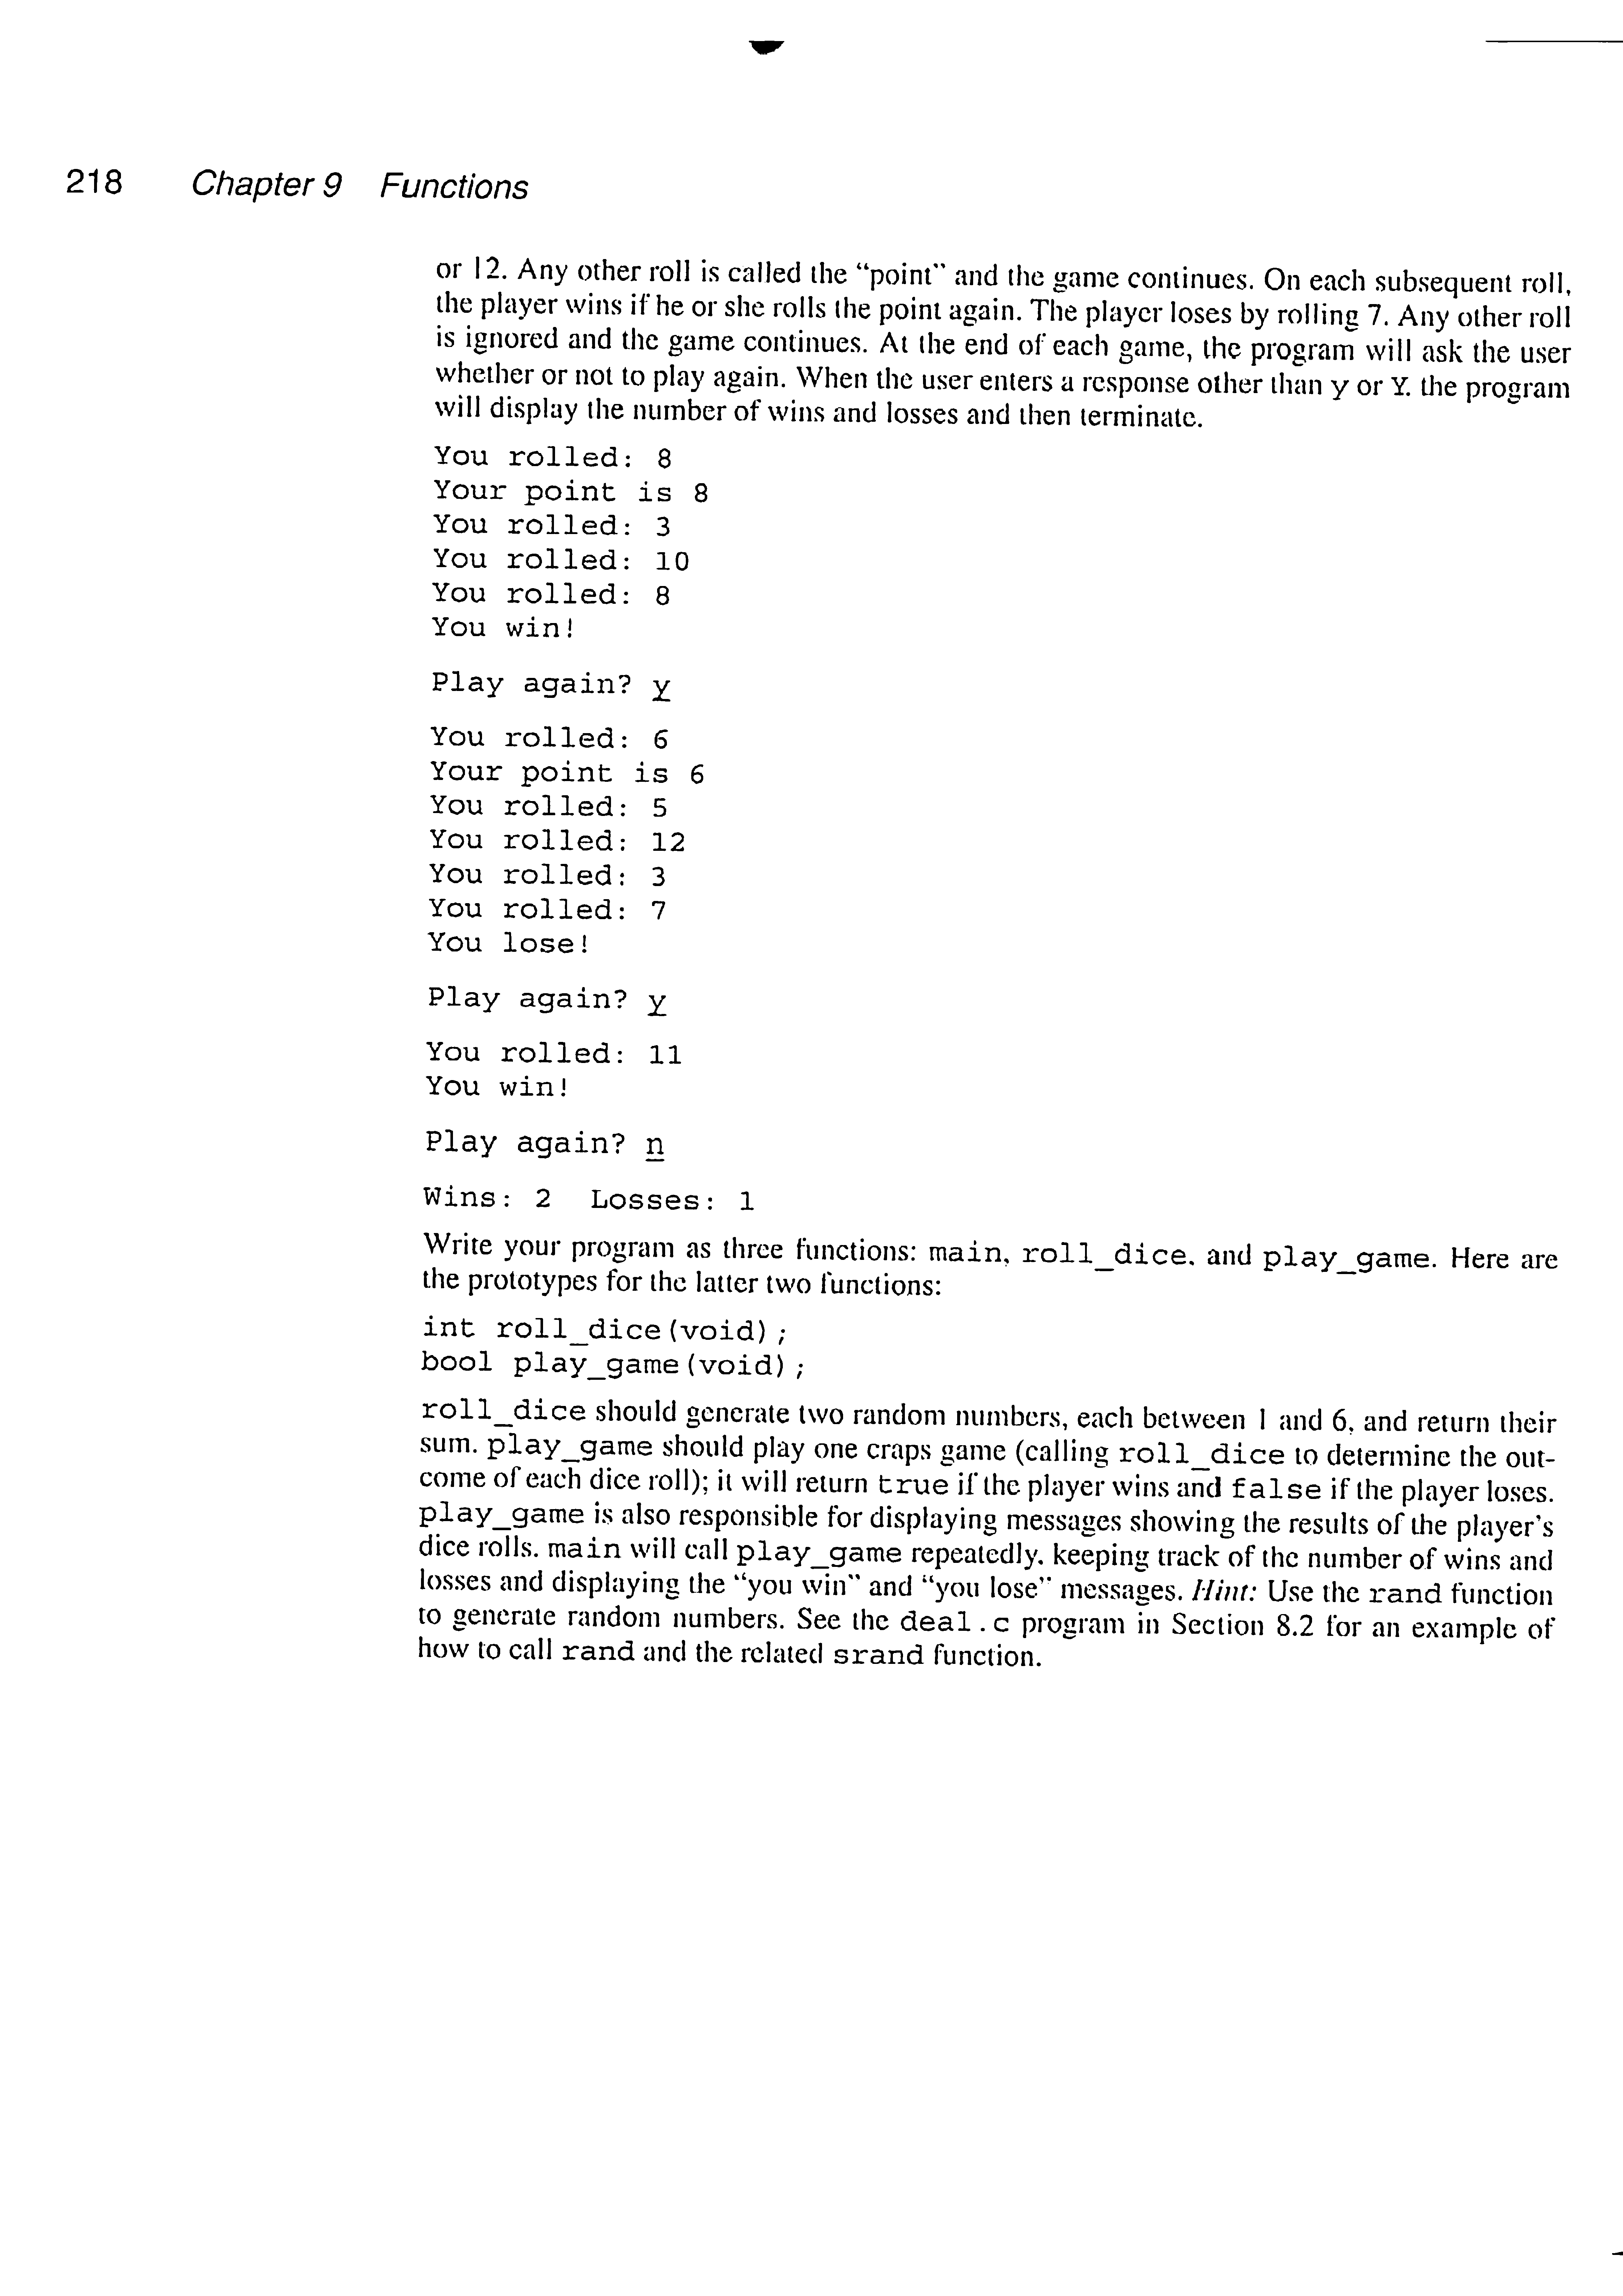 218 Chapter 9 Functions
or 12. Any other roll is called the “point” and the game continues. On each subsequent roll,
the player wins if he or she rolls the point again. The player loses by rolling 7. Any other roll
is ignored and the game continues. At the end of each game, the program will ask the user
whether or not to play again. When the user enters a response other than y or Y, the program
will display the number of wins and losses and then terminate.
You rolled: 8
Your point is 8
You rolled: 3
You rolled: 10
You rolled: 8
You win!
Play again? y
You rolled: 6
Your point is 6
You rolled: 5
You rolled: 12
You rolled: 3
You rolled: 7
You lose!
Play again? y
You rolled: 11
You win!
Play again? n
Wins: 2 Losses: 1
Write your program as three functions: main, roll_dice, and play_game. Here are
the prototypes for the latter two functions:
int roll_dice(void);
bool play_game(void);
roll_dice should generate two random numbers, each between 1 and 6, and return their
sum. play_game should play one craps game (calling roll_dice to determine the out-
come of each dice roll); it will return true if the player wins and false if the player loses.
play_game is also responsible for displaying messages showing the results of the player's
dice rolls. main will call play_game repeatedly, keeping track of the number of wins and
losses and displaying the “you win” and “you lose” messages. Hint: Use the rand function
to generate random numbers. See the deal.c program in Section 8.2 for an example of
how to call rand and the related srand function.